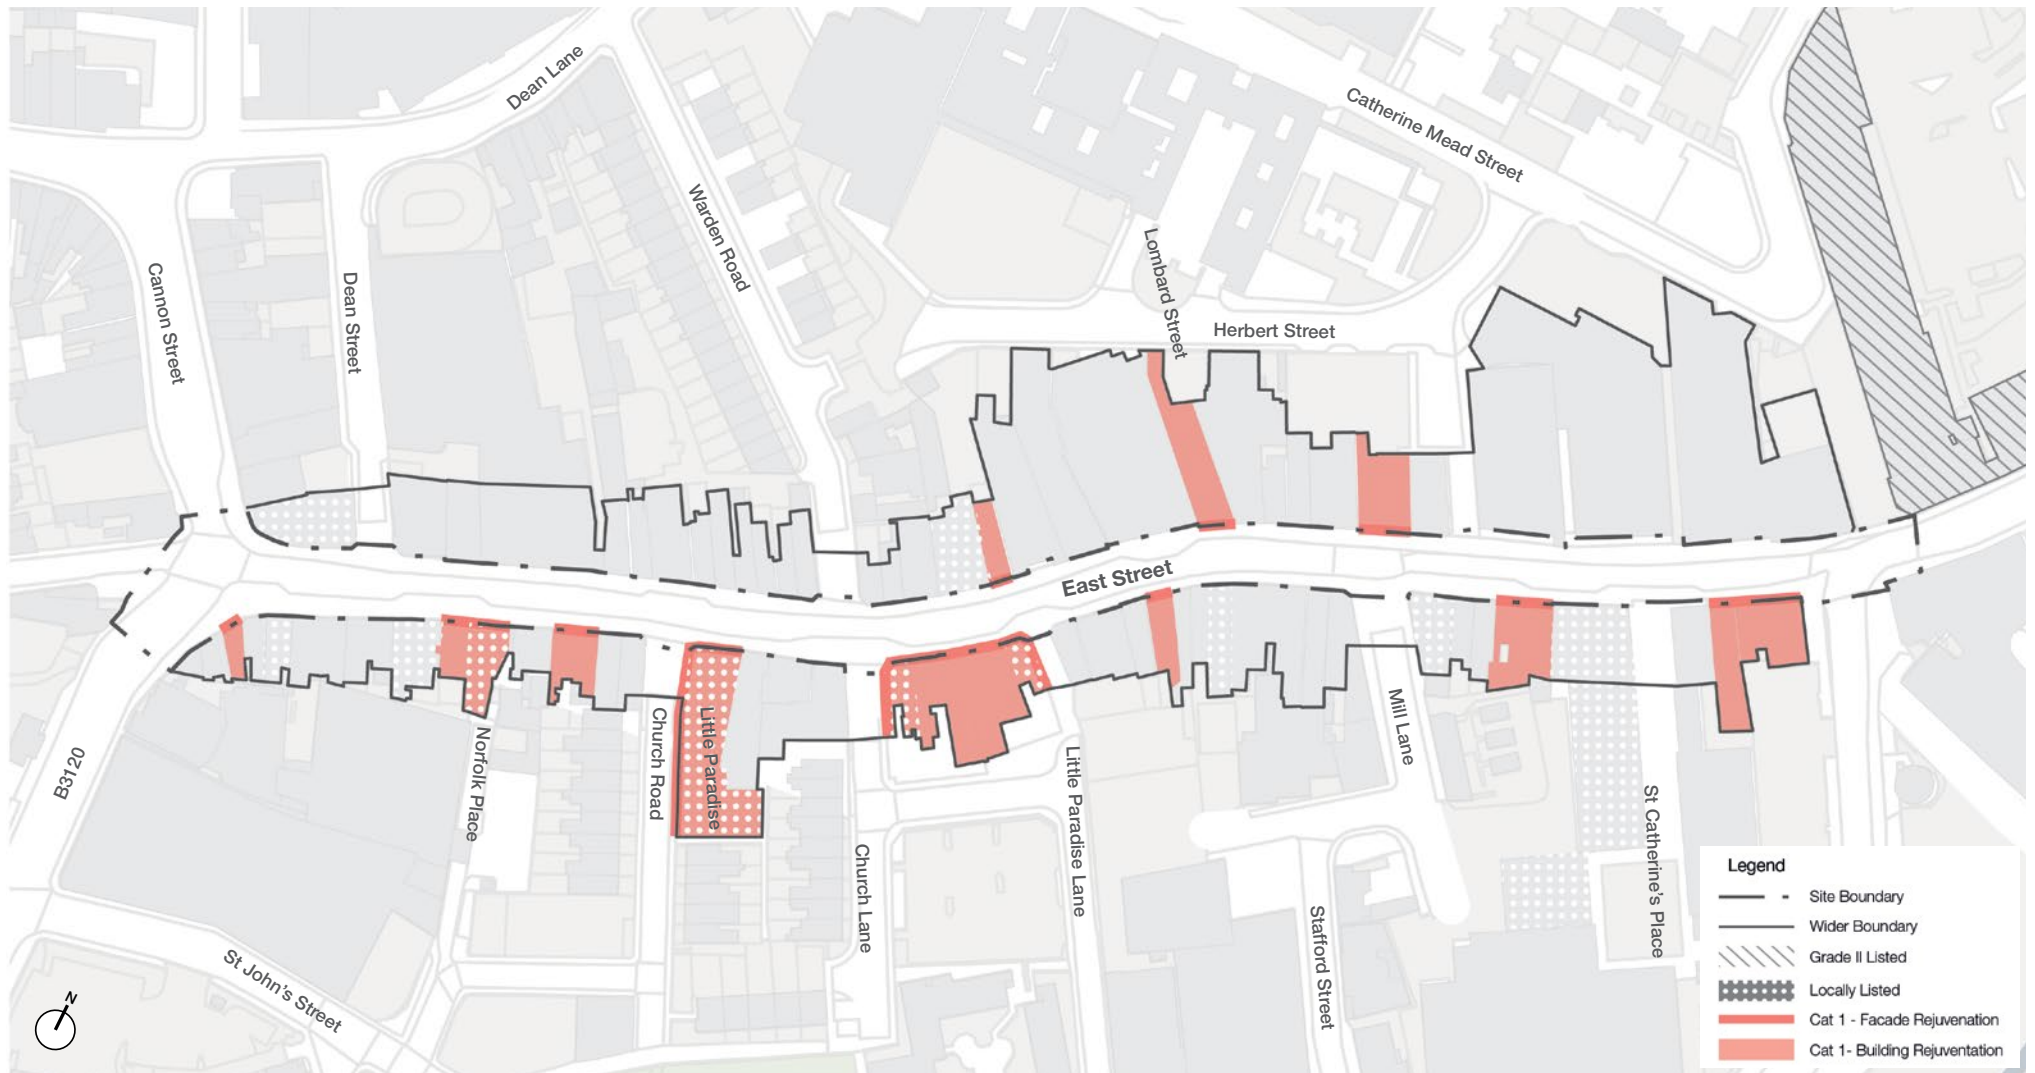 Dean Lane
Catherine Mead Street
Warden Road
Cannon Street
Dean Street
Lombard Street
Herbert Street
East Street
B3120
Norfolk Place
Church Road
Little Paradise
Church Lane
Little Paradise Lane
Mill Lane
Stafford Street
St Catherine's Place
St John's Street
N
Legend
Site Boundary
Wider Boundary
Grade II Listed
Locally Listed
Cat 1 - Facade Rejuvenation
Cat 1- Building Rejuventation